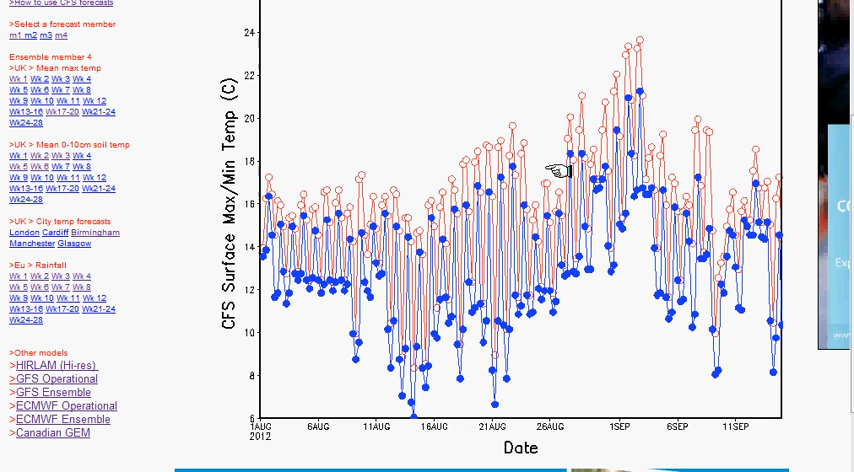 >How to use CFS forecasts
>Select a forecast member
m1 m2 m3 m4
Ensemble member 4
>UK > Mean max temp
Wk 1 Wk 2 Wk 3 Wk 4
Wk 5 Wk 6 Wk 7 Wk 8
Wk 9 Wk 10 Wk 11 Wk 12
Wk13-16 Wk17-20 Wk21-24
Wk24-28
>UK > Mean 0-10cm soil temp
Wk 1 Wk 2 Wk 3 Wk 4
Wk 5 Wk 6 Wk 7 Wk 8
Wk 9 Wk 10 Wk 11 Wk 12
Wk13-16 Wk17-20 Wk21-24
Wk24-28
>UK > City temp forecasts
London Cardiff Birmingham
Manchester Glasgow
>Eu > Rainfall
Wk 1 Wk 2 Wk 3 Wk 4
Wk 5 Wk 6 Wk 7 Wk 8
Wk 9 Wk 10 Wk 11 Wk 12
Wk13-16 Wk17-20 Wk21-24
Wk24-28
>Other models
>HIRLAM (Hi-res)
>GFS Operational
>GFS Ensemble
>ECMWF Operational
>ECMWF Ensemble
>Canadian GEM
CFS Surface Max/Min Temp (C)
24
22
20
18
16
14
12
10
8
6
1AUG 6AUG 11AUG 16AUG 21AUG 26AUG 1SEP 6SEP 11SEP
2012
Date
Exp